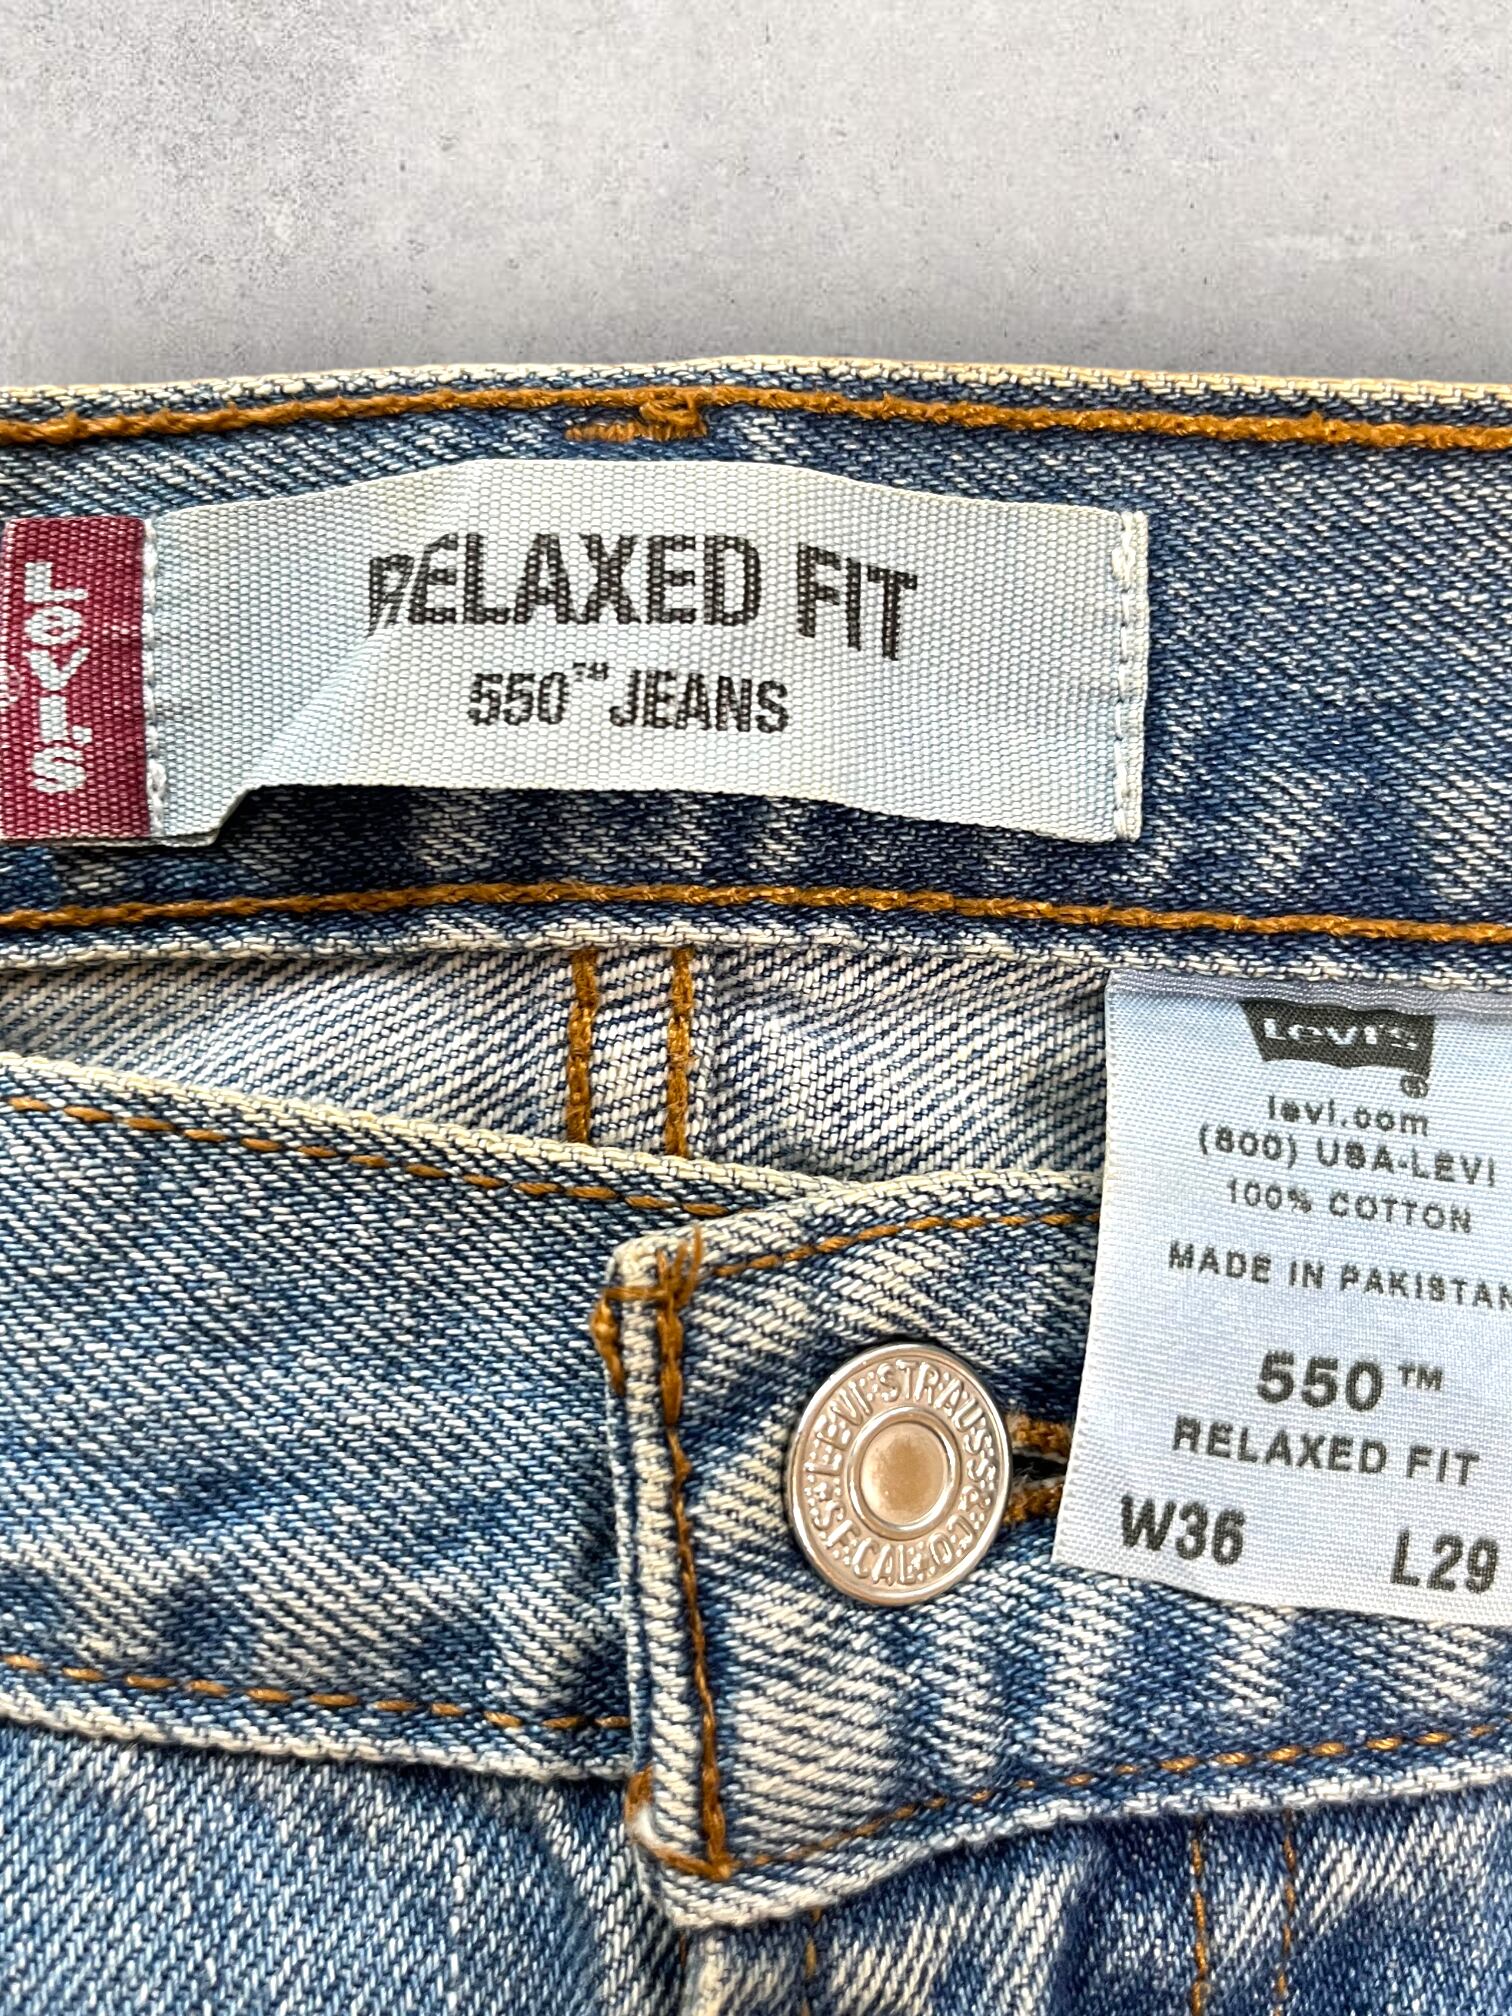 Levi's
RELAXED FIT
550™ JEANS
Levi's®
levi.com
(800) USA-LEVI
100% COTTON
MADE IN PAKISTAN
550™
RELAXED FIT
W36 L29
LEVI STRAUSS & CO.
S.F. CAL.